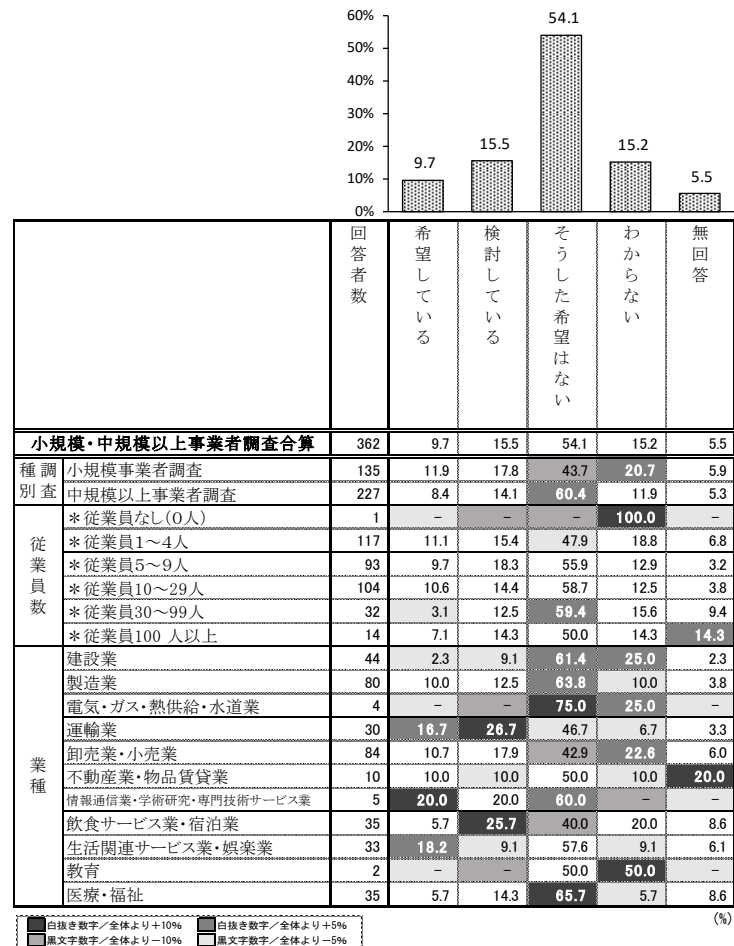 60%
50%
40%
30%
20%
10%
0%
9.7
15.5
54.1
15.2
5.5
回答者数
希望している
検討している
そうした希望はない
わからない
無回答
小規模・中規模以上事業者調査合算 362 9.7 15.5 54.1 15.2 5.5
種別 調査
小規模事業者調査 135 11.9 17.8 43.7 20.7 5.9
中規模以上事業者調査 227 8.4 14.1 60.4 11.9 5.3
従業員数
＊従業員なし(0人) 1 － － － 100.0 －
＊従業員1～4人 117 11.1 15.4 47.9 18.8 6.8
＊従業員5～9人 93 9.7 18.3 55.9 12.9 3.2
＊従業員10～29人 104 10.6 14.4 58.7 12.5 3.8
＊従業員30～99人 32 3.1 12.5 59.4 15.6 9.4
＊従業員100 人以上 14 7.1 14.3 50.0 14.3 14.3
業種
建設業 44 2.3 9.1 61.4 25.0 2.3
製造業 80 10.0 12.5 63.8 10.0 3.8
電気・ガス・熱供給・水道業 4 － － 75.0 25.0 －
運輸業 30 16.7 26.7 46.7 6.7 3.3
卸売業・小売業 84 10.7 17.9 42.9 22.6 6.0
不動産業・物品賃貸業 10 10.0 10.0 50.0 10.0 20.0
情報通信業・学術研究・専門技術サービス業 5 20.0 20.0 60.0 － －
飲食サービス業・宿泊業 35 5.7 25.7 40.0 20.0 8.6
生活関連サービス業・娯楽業 33 18.2 9.1 57.6 9.1 6.1
教育 2 － － 50.0 50.0 －
医療・福祉 35 5.7 14.3 65.7 5.7 8.6
(%)
白抜き数字／全体より＋10% 白抜き数字／全体より＋5%
黒文字数字／全体より－10% 黒文字数字／全体より－5%